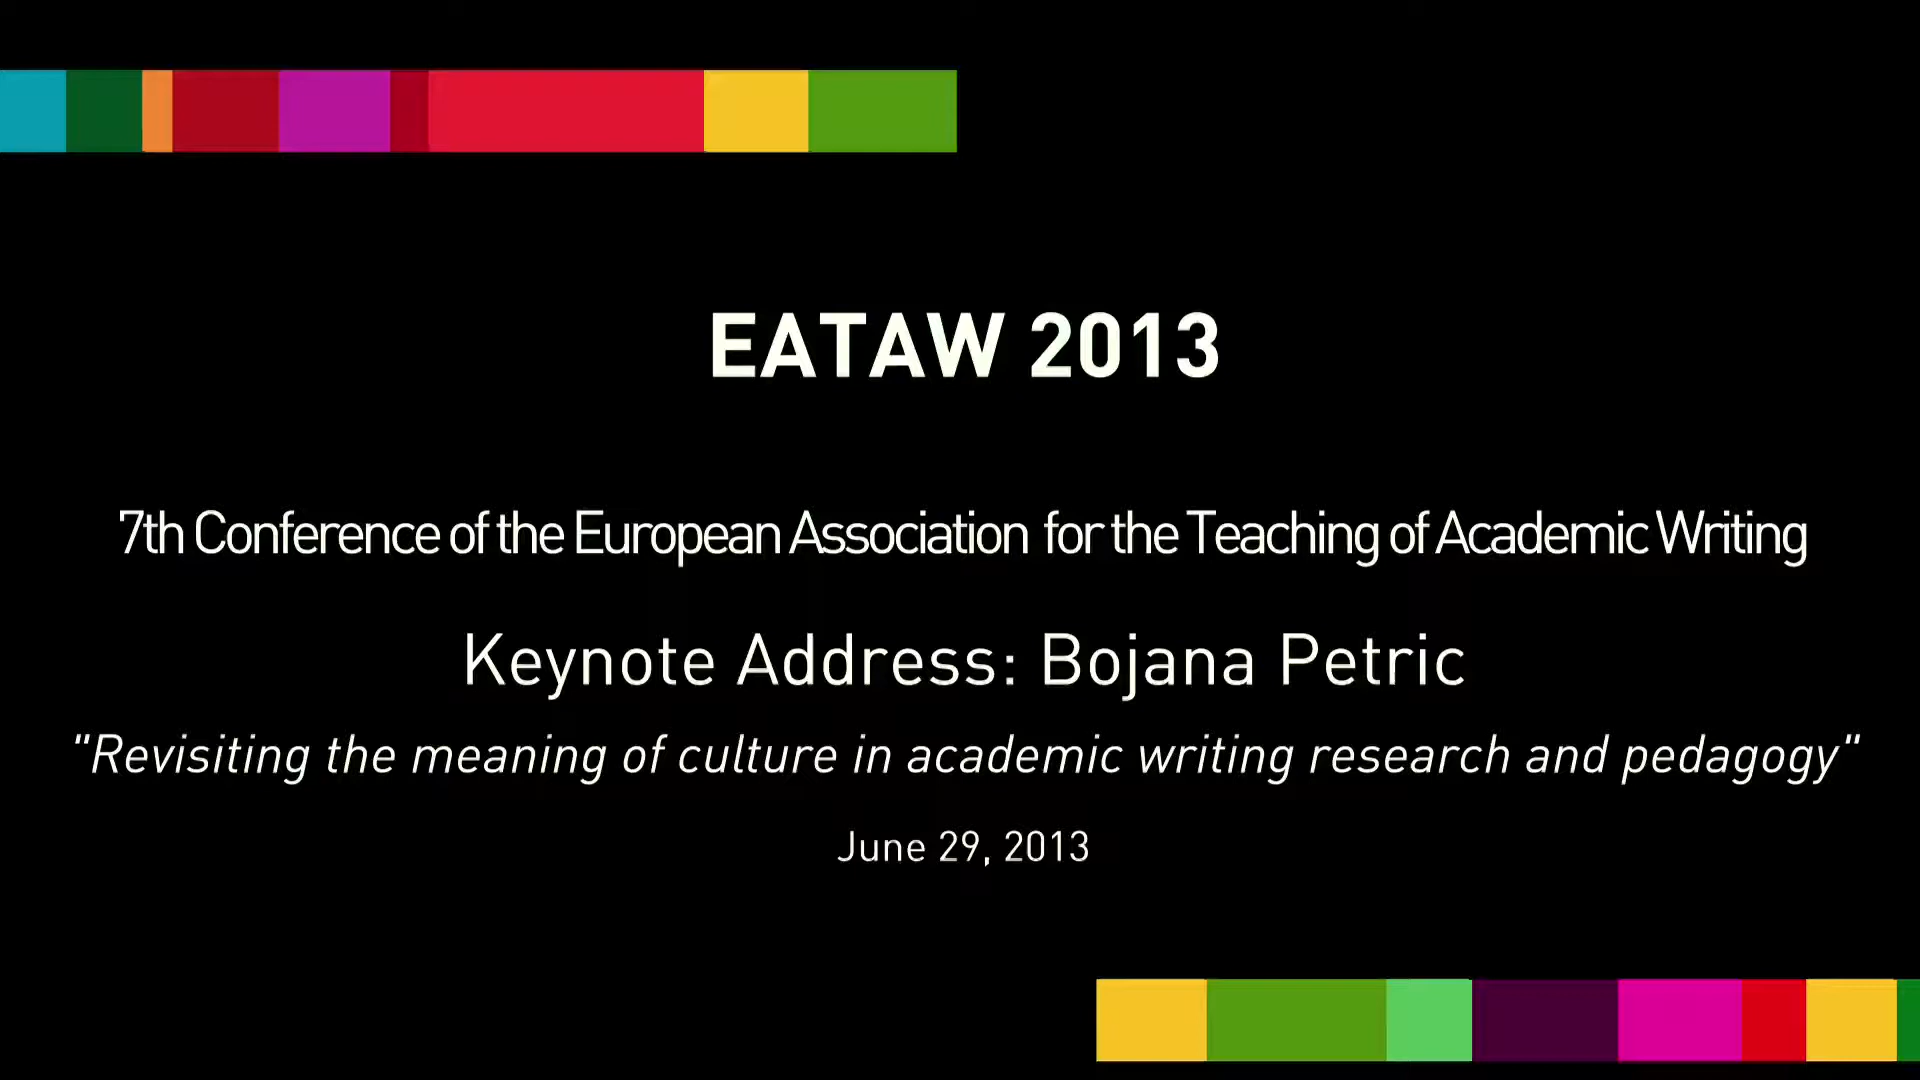 EATAW 2013
7th Conference of the European Association for the Teaching of Academic Writing
Keynote Address: Bojana Petric
"Revisiting the meaning of culture in academic writing research and pedagogy"
June 29, 2013